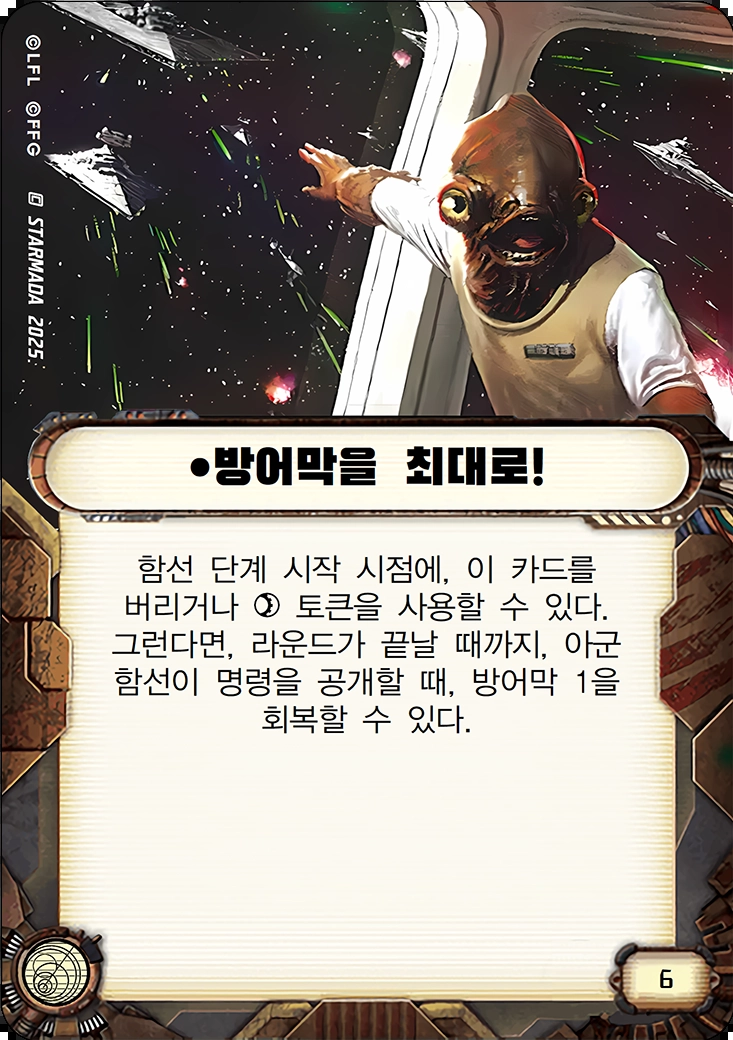 ©LFL ©FFG STARMADA 2025.
•방어막을 최대로!
함선 단계 시작 시점에, 이 카드를
버리거나 토큰을 사용할 수 있다.
그런다면, 라운드가 끝날 때까지, 아군
함선이 명령을 공개할 때, 방어막 1을
회복할 수 있다.
6